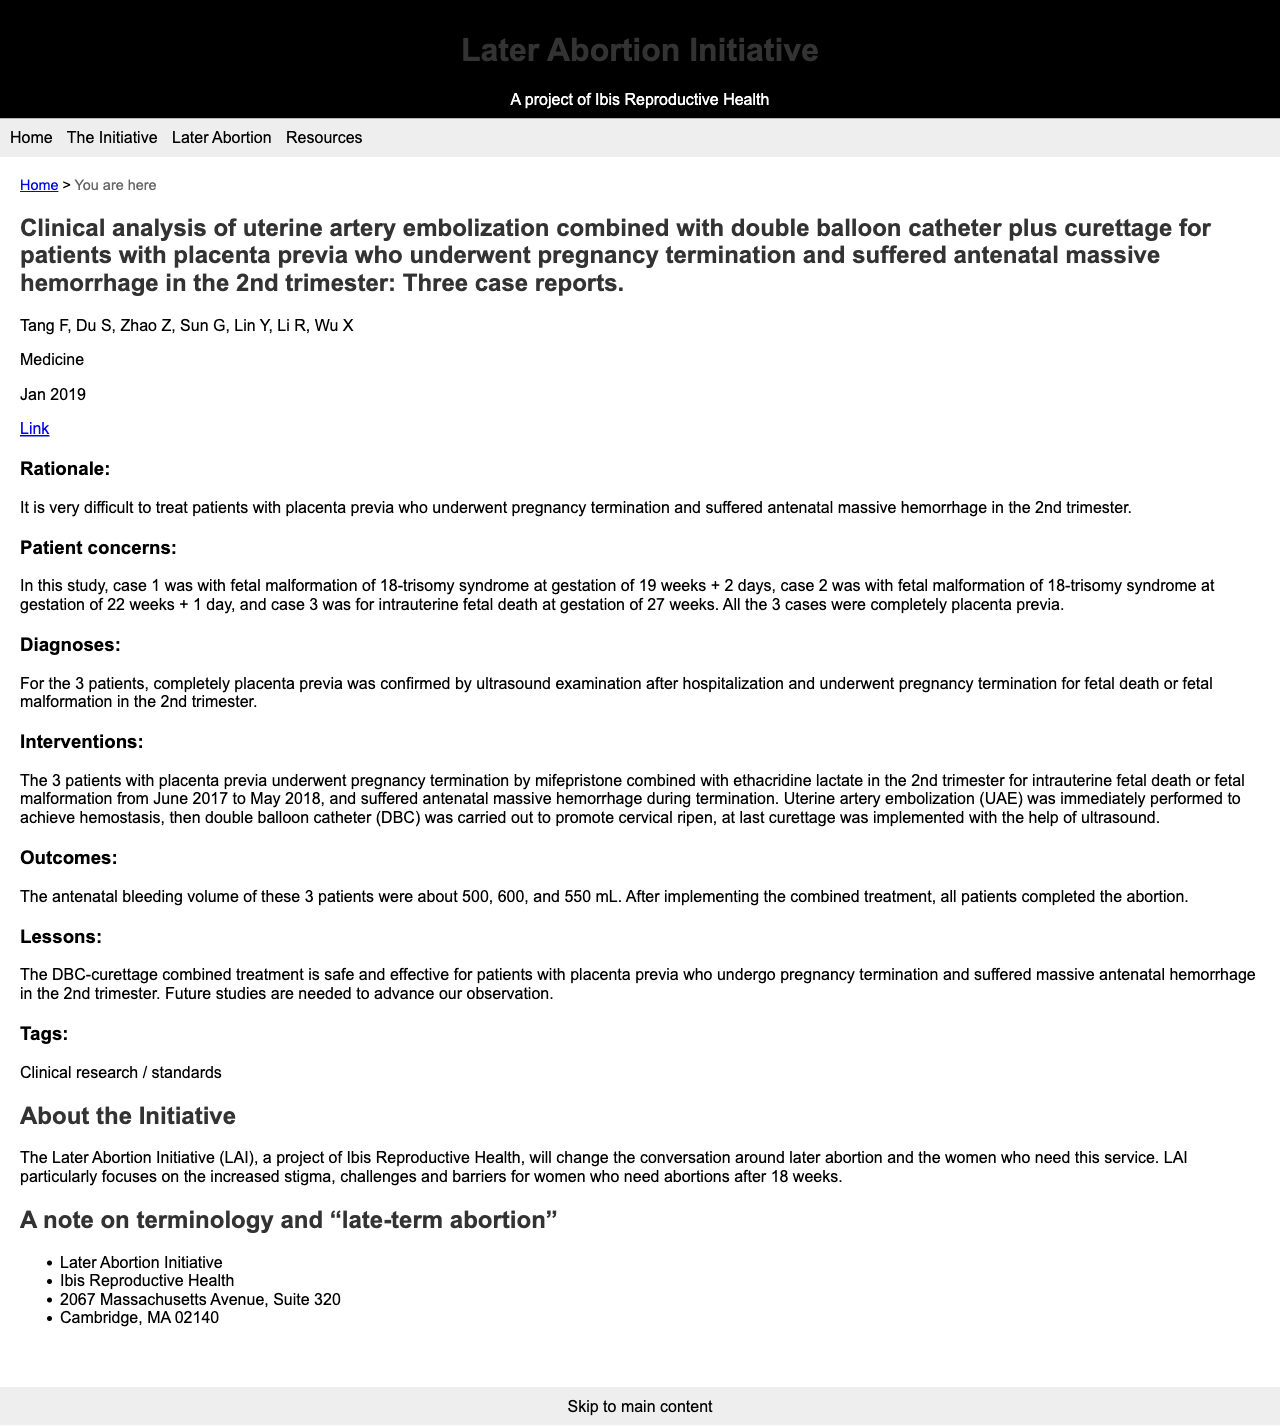 Later Abortion Initiative
A project of Ibis Reproductive Health
Home The Initiative Later Abortion Resources
Home > You are here
Clinical analysis of uterine artery embolization combined with double balloon catheter plus curettage for
patients with placenta previa who underwent pregnancy termination and suffered antenatal massive
hemorrhage in the 2nd trimester: Three case reports.
Tang F, Du S, Zhao Z, Sun G, Lin Y, Li R, Wu X
Medicine
Jan 2019
Link
Rationale:
It is very difficult to treat patients with placenta previa who underwent pregnancy termination and suffered antenatal massive hemorrhage in the 2nd trimester.
Patient concerns:
In this study, case 1 was with fetal malformation of 18-trisomy syndrome at gestation of 19 weeks + 2 days, case 2 was with fetal malformation of 18-trisomy syndrome at
gestation of 22 weeks + 1 day, and case 3 was for intrauterine fetal death at gestation of 27 weeks. All the 3 cases were completely placenta previa.
Diagnoses:
For the 3 patients, completely placenta previa was confirmed by ultrasound examination after hospitalization and underwent pregnancy termination for fetal death or fetal
malformation in the 2nd trimester.
Interventions:
The 3 patients with placenta previa underwent pregnancy termination by mifepristone combined with ethacridine lactate in the 2nd trimester for intrauterine fetal death or fetal
malformation from June 2017 to May 2018, and suffered antenatal massive hemorrhage during termination. Uterine artery embolization (UAE) was immediately performed to
achieve hemostasis, then double balloon catheter (DBC) was carried out to promote cervical ripen, at last curettage was implemented with the help of ultrasound.
Outcomes:
The antenatal bleeding volume of these 3 patients were about 500, 600, and 550 mL. After implementing the combined treatment, all patients completed the abortion.
Lessons:
The DBC-curettage combined treatment is safe and effective for patients with placenta previa who undergo pregnancy termination and suffered massive antenatal hemorrhage
in the 2nd trimester. Future studies are needed to advance our observation.
Tags:
Clinical research / standards
About the Initiative
The Later Abortion Initiative (LAI), a project of Ibis Reproductive Health, will change the conversation around later abortion and the women who need this service. LAI
particularly focuses on the increased stigma, challenges and barriers for women who need abortions after 18 weeks.
A note on terminology and “late-term abortion”
• Later Abortion Initiative
• Ibis Reproductive Health
• 2067 Massachusetts Avenue, Suite 320
• Cambridge, MA 02140
Skip to main content